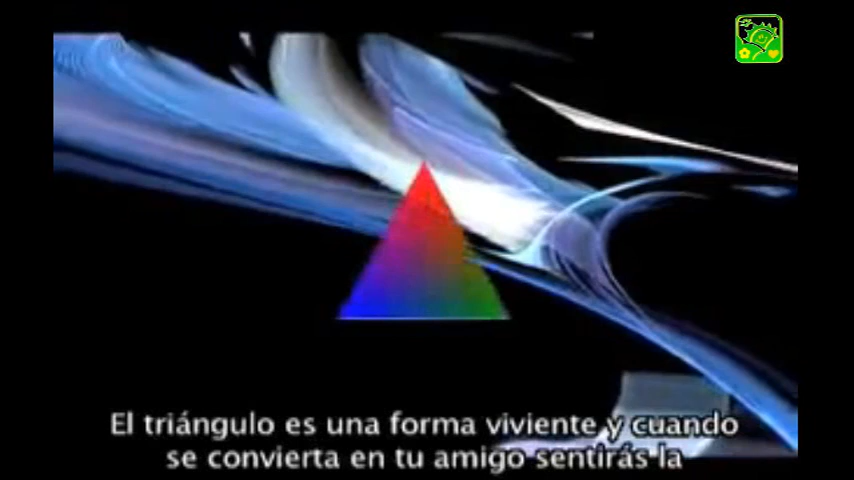 El triángulo es una forma viviente y cuando
se convierta en tu amigo sentirás la